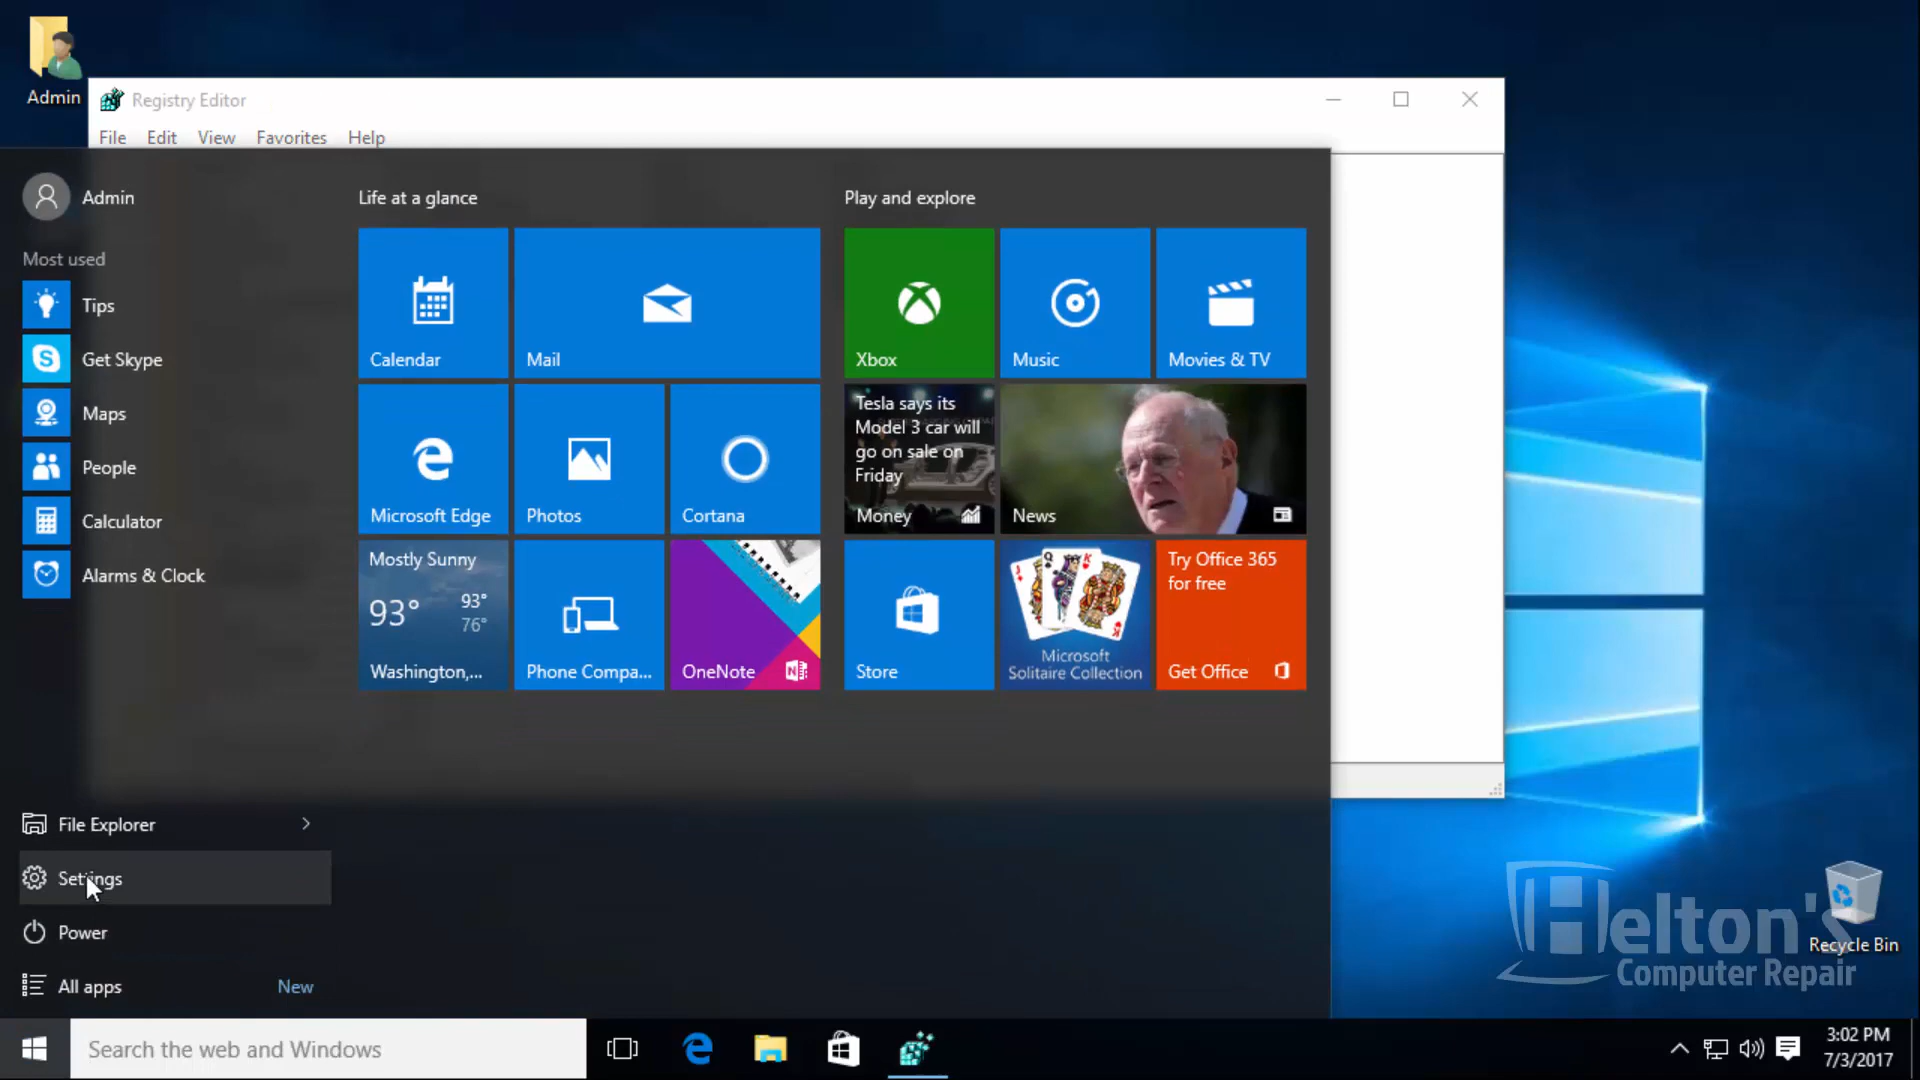 Admin
Registry Editor
File Edit View Favorites Help
Admin
Most used
Tips
Get Skype
Maps
People
Calculator
Alarms & Clock
File Explorer
Settings
Power
All apps New
Life at a glance
Calendar
Mail
Microsoft Edge
Photos
Cortana
Mostly Sunny
93° 93°
76°
Washington,...
Phone Compa...
OneNote
Play and explore
Xbox
Music
Movies & TV
Tesla says its
Model 3 car will
go on sale on
Friday
Money
News
Store
Microsoft
Solitaire Collection
Try Office 365
for free
Get Office
Recycle Bin
Helton's
Computer Repair
Search the web and Windows
3:02 PM
7/3/2017